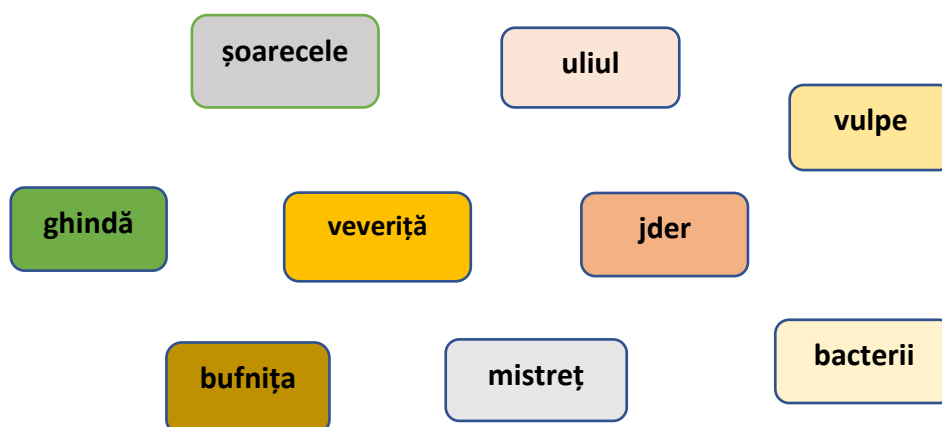 șoarecele
uliul
vulpe
ghindă
veveriță
jder
bufnița
mistreț
bacterii